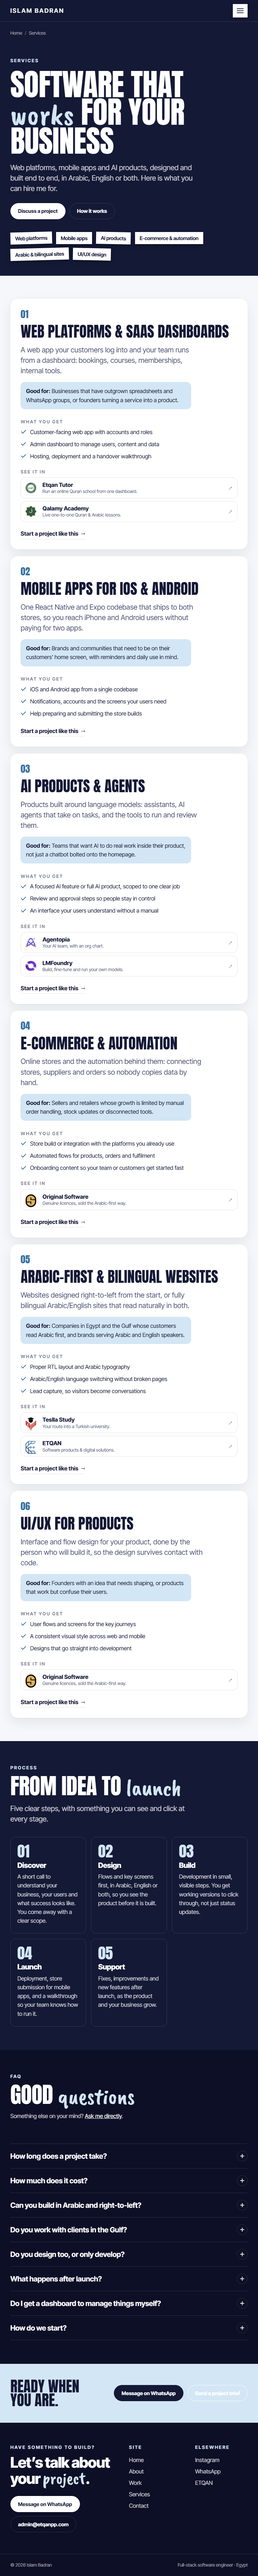 ISLAM BADRAN
Home / Services
SERVICES
SOFTWARE THAT
works FOR YOUR
BUSINESS
Web platforms, mobile apps and AI products, designed and
built end to end, in Arabic, English or both. Here is what you
can hire me for.
Discuss a project
How it works
Web platforms
Mobile apps
AI products
E-commerce & automation
Arabic & bilingual sites
UI/UX design
01
WEB PLATFORMS & SAAS DASHBOARDS
A web app your customers log into and your team runs
from a dashboard: bookings, courses, memberships,
internal tools.
Good for: Businesses that have outgrown spreadsheets and
WhatsApp groups, or founders turning a service into a product.
WHAT YOU GET
Customer-facing web app with accounts and roles
Admin dashboard to manage users, content and data
Hosting, deployment and a handover walkthrough
SEE IT IN
Etqan Tutor
Run an online Quran school from one dashboard.
Qalamy Academy
Live one-to-one Quran & Arabic lessons.
Start a project like this →
02
MOBILE APPS FOR IOS & ANDROID
One React Native and Expo codebase that ships to both
stores, so you reach iPhone and Android users without
paying for two apps.
Good for: Brands and communities that need to be on their
customers' home screen, with reminders and daily use in mind.
WHAT YOU GET
iOS and Android app from a single codebase
Notifications, accounts and the screens your users need
Help preparing and submitting the store builds
Start a project like this →
03
AI PRODUCTS & AGENTS
Products built around language models: assistants, AI
agents that take on tasks, and the tools to run and review
them.
Good for: Teams that want AI to do real work inside their product,
not just a chatbot bolted onto the homepage.
WHAT YOU GET
A focused AI feature or full AI product, scoped to one clear job
Review and approval steps so people stay in control
An interface your users understand without a manual
SEE IT IN
Agentopia
Your AI team, with an org chart.
LMFoundry
Build, fine-tune and run your own models.
Start a project like this →
04
E-COMMERCE & AUTOMATION
Online stores and the automation behind them: connecting
stores, suppliers and orders so nobody copies data by
hand.
Good for: Sellers and retailers whose growth is limited by manual
order handling, stock updates or disconnected tools.
WHAT YOU GET
Store build or integration with the platforms you already use
Automated flows for products, orders and fulfilment
Onboarding content so your team or customers get started fast
SEE IT IN
Original Software
Genuine licences, sold the Arabic-first way.
Start a project like this →
05
ARABIC-FIRST & BILINGUAL WEBSITES
Websites designed right-to-left from the start, or fully
bilingual Arabic/English sites that read naturally in both.
Good for: Companies in Egypt and the Gulf whose customers
read Arabic first, and brands serving Arabic and English speakers.
WHAT YOU GET
Proper RTL layout and Arabic typography
Arabic/English language switching without broken pages
Lead capture, so visitors become conversations
SEE IT IN
Teslla Study
Your route into a Turkish university.
ETQAN
Software products & digital solutions.
Start a project like this →
06
UI/UX FOR PRODUCTS
Interface and flow design for your product, done by the
person who will build it, so the design survives contact with
code.
Good for: Founders with an idea that needs shaping, or products
that work but confuse their users.
WHAT YOU GET
User flows and screens for the key journeys
A consistent visual style across web and mobile
Designs that go straight into development
SEE IT IN
Original Software
Genuine licences, sold the Arabic-first way.
Start a project like this →
PROCESS
FROM IDEA TO launch
Five clear steps, with something you can see and click at
every stage.
01
Discover
A short call to
understand your
business, your users and
what success looks like.
You come away with a
clear scope.
02
Design
Flows and key screens
first, in Arabic, English or
both, so you see the
product before it is built.
03
Build
Development in small,
visible steps. You get
working versions to click
through, not just status
updates.
04
Launch
Deployment, store
submission for mobile
apps, and a walkthrough
so your team knows how
to run it.
05
Support
Fixes, improvements and
new features after
launch, as the product
and your business grow.
FAQ
GOOD questions
Something else on your mind? Ask me directly.
How long does a project take?
How much does it cost?
Can you build in Arabic and right-to-left?
Do you work with clients in the Gulf?
Do you design too, or only develop?
What happens after launch?
Do I get a dashboard to manage things myself?
How do we start?
READY WHEN
YOU ARE.
Message on WhatsApp
HAVE SOMETHING TO BUILD?
Let's talk about
your project.
Message on WhatsApp
admin@etqanpp.com
SITE
Home
About
Work
Services
Contact
ELSEWHERE
Instagram
WhatsApp
ETQAN
© 2026 Islam Badran
Full-stack software engineer · Egypt